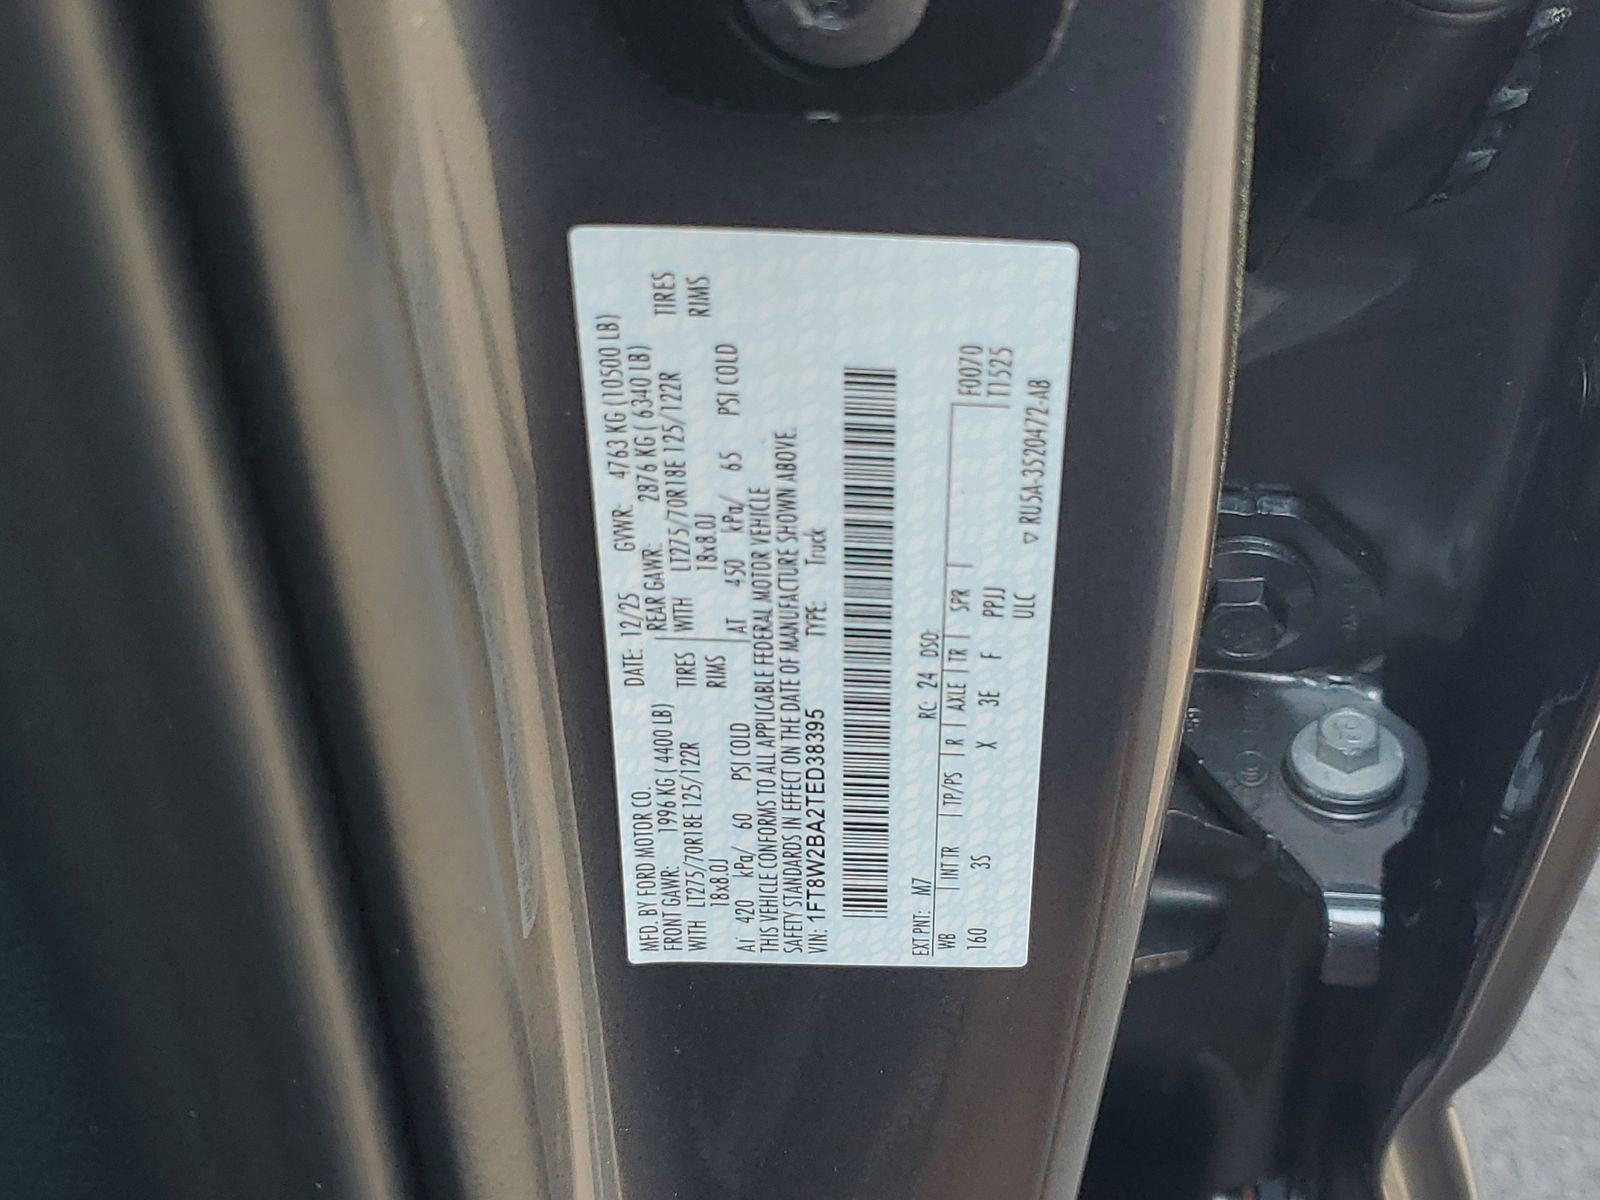 MFD. BY FORD MOTOR CO.
DATE: 12/25 GVWR: 4763 KG (10500 LB)
FRONT GAWR: 1996 KG (4400 LB) REAR GAWR: 2876 KG (6340 LB)
WITH LT275/70R18E 125/122R TIRES WITH LT275/70R18E 125/122R TIRES
18x8.0J RIMS 18x8.0J RIMS
AT 420 kPa/ 60 PSI COLD AT 450 kPa/ 65 PSI COLD
THIS VEHICLE CONFORMS TO ALL APPLICABLE FEDERAL MOTOR VEHICLE
SAFETY STANDARDS IN EFFECT ON THE DATE OF MANUFACTURE SHOWN ABOVE.
VIN: 1FT8W2BA2TED38395 TYPE: Truck
EXT PNT: M7 RC: 24 DSO:
WB INT TR TP/PS R AXLE TR SPR F0070
160 3S X 3E F PPJJ T1525
ULC ▽ RU5A-3520472-AB